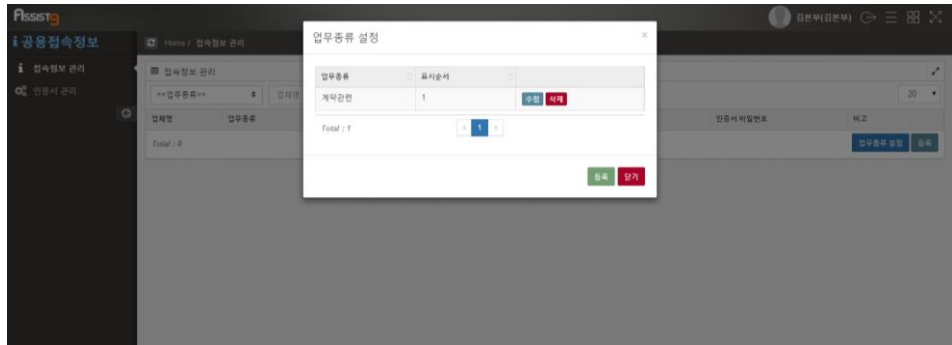 Assist9
김본부(김본부)
공용접속정보
Home / 접속정보 관리
접속정보 관리
인증서 관리
접속정보 관리
==업무종류==
업체명
20
업체명 업무종류 인증서 비밀번호 비고
Total : 0
업무종류 설정 등록
업무종류 설정
×
업무종류 표시순서
계약관련 1 수정 삭제
Total : 1
< 1 >
등록 닫기